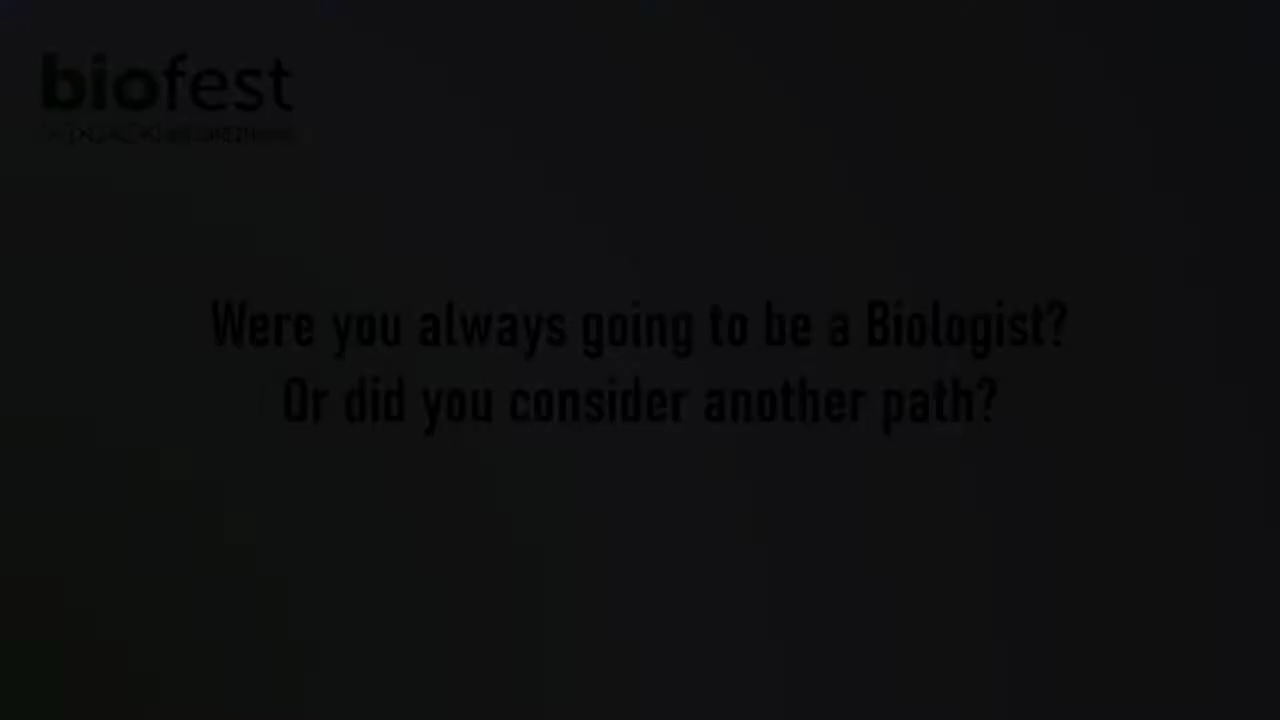 biofest
Were you always going to be a Biologist?
Or did you consider another path?